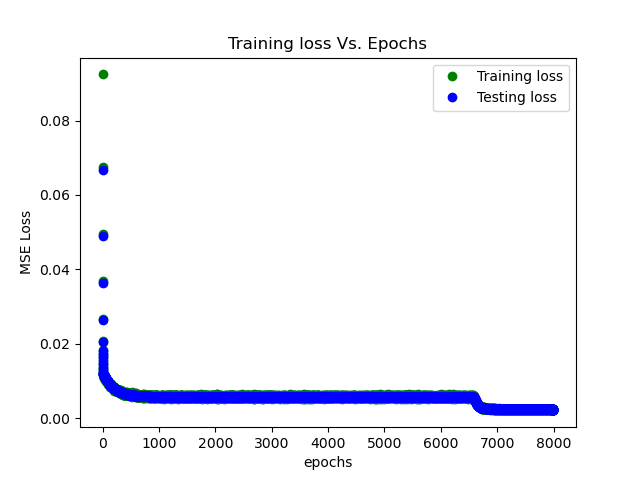 Training loss Vs. Epochs
Training loss
Testing loss
MSE Loss
0.08
0.06
0.04
0.02
0.00
0 1000 2000 3000 4000 5000 6000 7000 8000
epochs